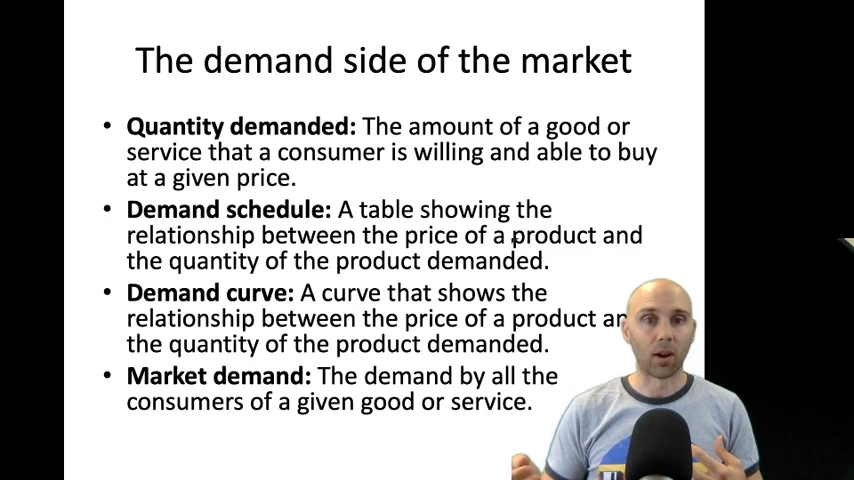 The demand side of the market
• Quantity demanded: The amount of a good or
service that a consumer is willing and able to buy
at a given price.
• Demand schedule: A table showing the
relationship between the price of a product and
the quantity of the product demanded.
• Demand curve: A curve that shows the
relationship between the price of a product
the quantity of the product demanded.
• Market demand: The demand by all the
consumers of a given good or service.